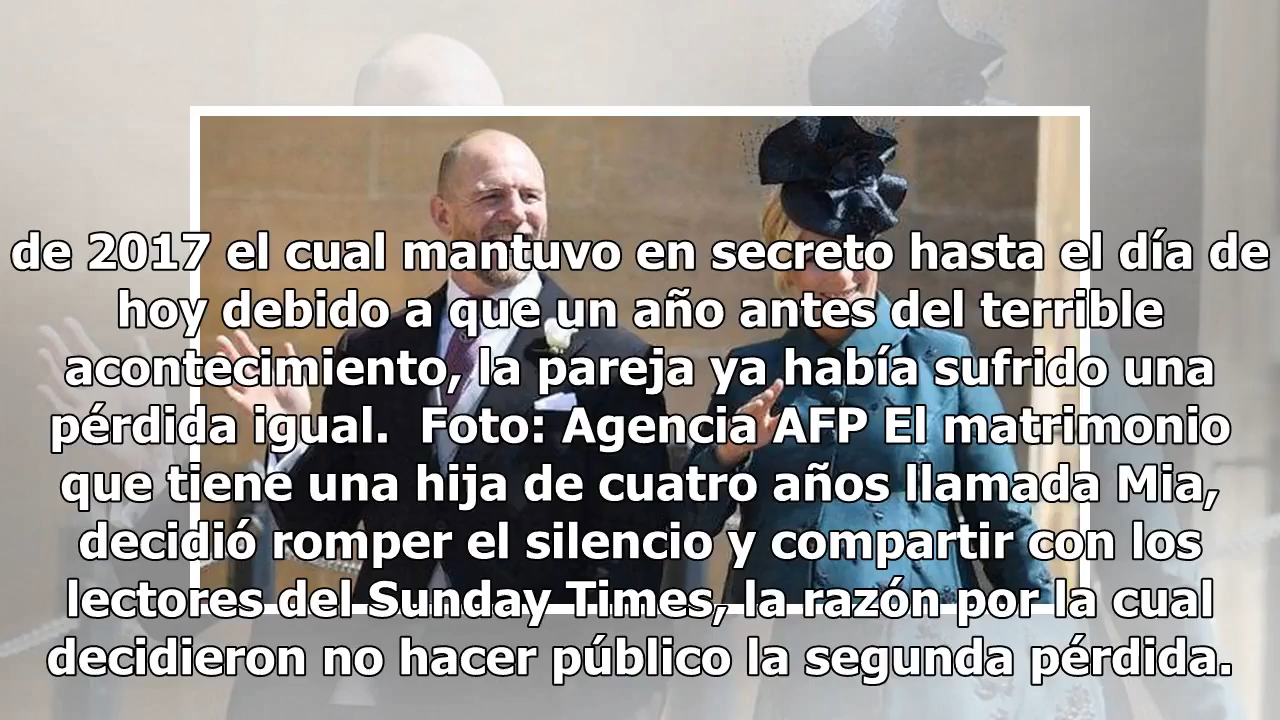 de 2017 el cual mantuvo en secreto hasta el día de
hoy debido a que un año antes del terrible
acontecimiento, la pareja ya había sufrido una
pérdida igual.  Foto: Agencia AFP El matrimonio
que tiene una hija de cuatro años llamada Mia,
decidió romper el silencio y compartir con los
lectores del Sunday Times, la razón por la cual
decidieron no hacer público la segunda pérdida.